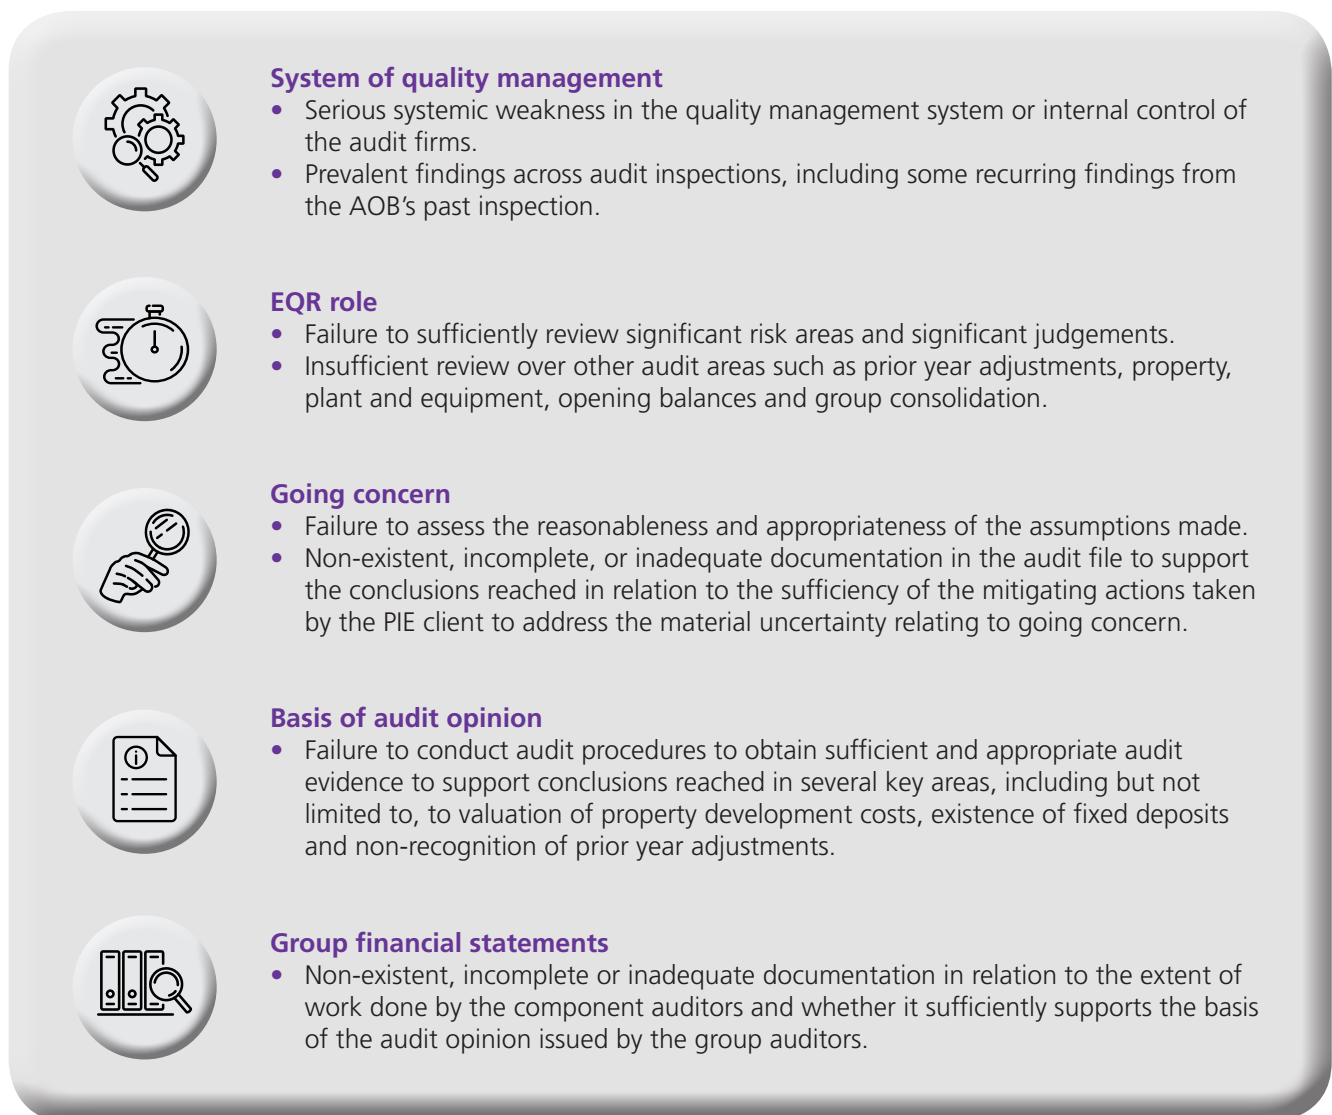 System of quality management
• Serious systemic weakness in the quality management system or internal control of
the audit firms.
• Prevalent findings across audit inspections, including some recurring findings from
the AOB’s past inspection.
EQR role
• Failure to sufficiently review significant risk areas and significant judgements.
• Insufficient review over other audit areas such as prior year adjustments, property,
plant and equipment, opening balances and group consolidation.
Going concern
• Failure to assess the reasonableness and appropriateness of the assumptions made.
• Non-existent, incomplete, or inadequate documentation in the audit file to support
the conclusions reached in relation to the sufficiency of the mitigating actions taken
by the PIE client to address the material uncertainty relating to going concern.
Basis of audit opinion
• Failure to conduct audit procedures to obtain sufficient and appropriate audit
evidence to support conclusions reached in several key areas, including but not
limited to, to valuation of property development costs, existence of fixed deposits
and non-recognition of prior year adjustments.
Group financial statements
• Non-existent, incomplete or inadequate documentation in relation to the extent of
work done by the component auditors and whether it sufficiently supports the basis
of the audit opinion issued by the group auditors.